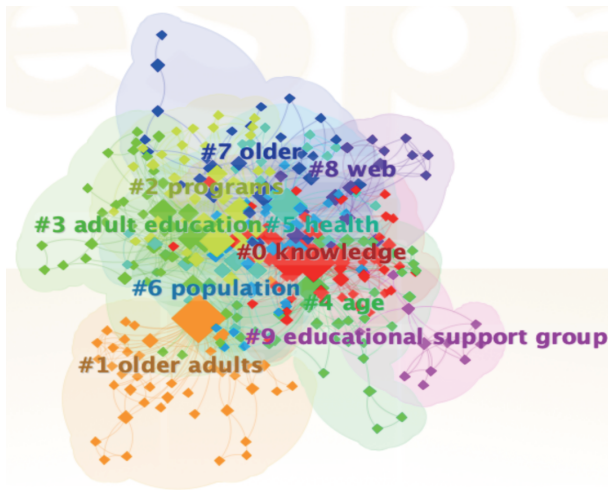 espa
#7 older
#8 web
#2 programs
#3 adult education
#5 health
#0 knowledge
#6 population
#4 age
#9 educational support group
#1 older adults